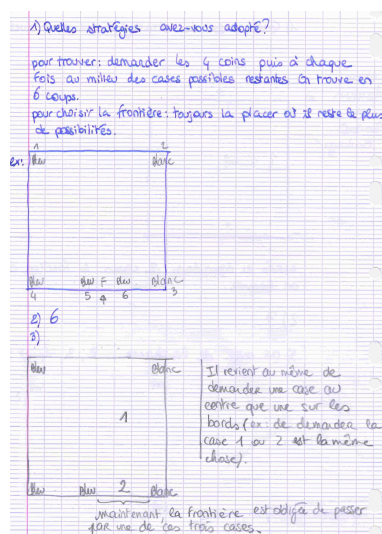 1) Quelles stratégies avez-vous adopté?
pour trouver: demander les 4 coins puis à chaque
fois au milieu des cases possibles restantes On trouve en
6 coups.
pour choisir la frontière: toujours la placer où il reste le plus
de possibilités.
1 2
ex: Bleu Blanc
Bleu Bleu F Bleu Blanc
4 5 6 3
2) 6
3)
Bleu Blanc
1
Bleu Bleu 2 Blanc
Il revient au même de
demander une case au
centre que une sur les
bords (ex: de demander la
case 1 ou 2 est la même
chose).
maintenant, la frontière est obligée de passer
par une de ces trois cases.